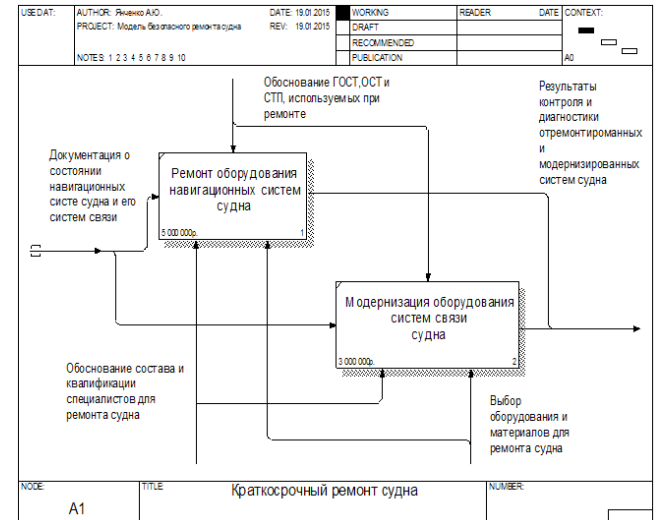 USED AT:
AUTHOR: Янченко А.Ю.
DATE: 19.01.2015
WORKING
READER
DATE
CONTEXT:
PROJECT: Модель безопасного ремонта судна
REV: 19.01.2015
DRAFT
RECOMMENDED
NOTES: 1 2 3 4 5 6 7 8 9 10
PUBLICATION
A0
Обоснование ГОСТ,ОСТ и
СТП, используемых при
ремонте
Результаты
контроля и
диагностики
отремонтированных
и
модернизированных
систем судна
Документация о
состоянии
навигационных
систе судна и его
систем связи
Ремонт оборудования
навигационных систем
судна
5 000 000р.
1
Модернизация оборудования
систем связи
судна
3 000 000р.
2
Обоснование состава и
квалификации
специалистов для
ремонта судна
Выбор
оборудования и
материалов для
ремонта судна
NODE:
TITLE:
NUMBER:
A1
Краткосрочный ремонт судна